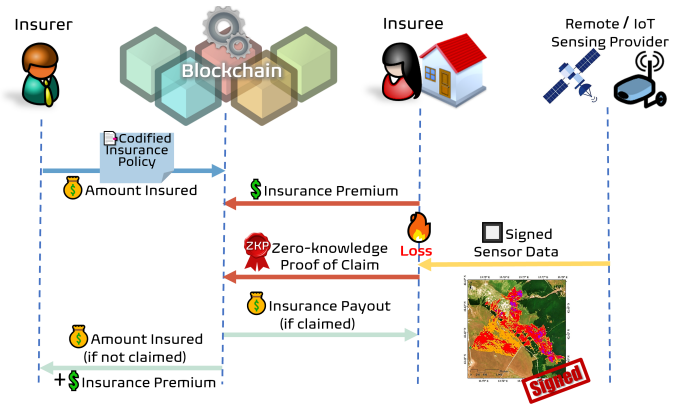 Insurer
Blockchain
Insuree
Remote / IoT
Sensing Provider
Codified
Insurance
Policy
$ Amount Insured
$ Insurance Premium
Loss
Signed
Sensor Data
ZKP Zero-knowledge
Proof of Claim
$ Insurance Payout
(if claimed)
$ Amount Insured
(if not claimed)
+$ Insurance Premium
Signed